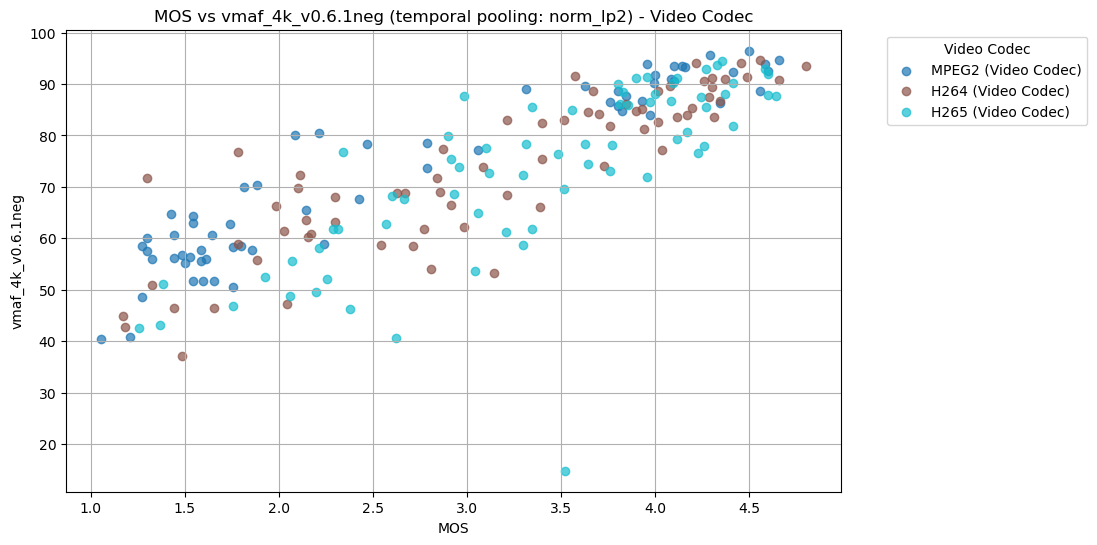 MOS vs vmaf_4k_v0.6.1neg (temporal pooling: norm_lp2) - Video Codec
vmaf_4k_v0.6.1neg
100
90
80
70
60
50
40
30
20
1.0 1.5 2.0 2.5 3.0 3.5 4.0 4.5
MOS
Video Codec
MPEG2 (Video Codec)
H264 (Video Codec)
H265 (Video Codec)